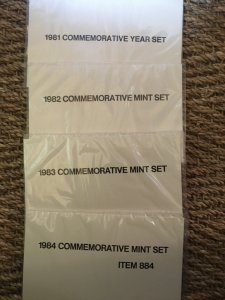 1981 COMMEMORATIVE YEAR SET
1982 COMMEMORATIVE MINT SET
1983 COMMEMORATIVE MINT SET
1984 COMMEMORATIVE MINT SET
ITEM 884